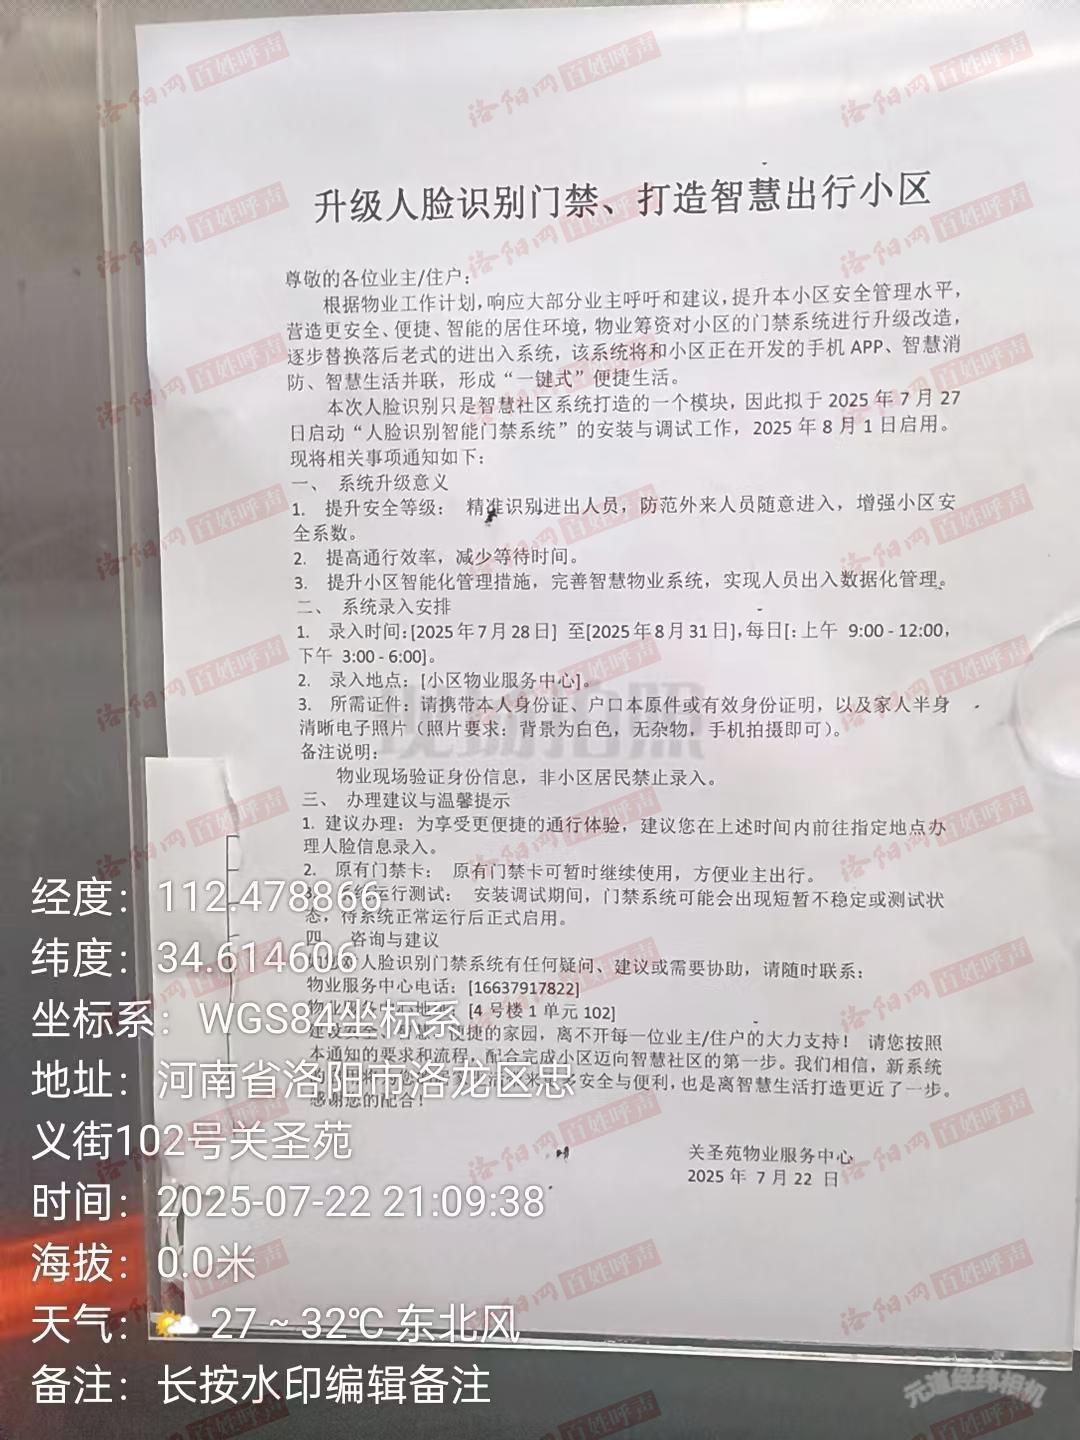 升级人脸识别门禁、打造智慧出行小区
尊敬的各位业主/住户：
根据物业工作计划，响应大部分业主呼吁和建议，提升本小区安全管理水平，
营造更安全、便捷、智能的居住环境，物业筹资对小区的门禁系统进行升级改造，
逐步替换落后老式的进出入系统，该系统将和小区正在开发的手机 APP、智慧消
防、智慧生活并联，形成“一键式”便捷生活。
本次人脸识别只是智慧社区系统打造的一个模块，因此拟于 2025 年 7 月 27
日启动“人脸识别智能门禁系统”的安装与调试工作，2025 年 8 月 1 日启用。
现将相关事项通知如下：
一、 系统升级意义
1. 提升安全等级： 精准识别进出人员，防范外来人员随意进入，增强小区安
全系数。
2. 提高通行效率，减少等待时间。
3. 提升小区智能化管理措施，完善智慧物业系统，实现人员出入数据化管理。
二、 系统录入安排
1. 录入时间：[2025 年 7 月 28 日] 至[2025 年 8 月 31 日]，每日[：上午 9:00 - 12:00，
下午 3:00 - 6:00]。
2. 录入地点：[小区物业服务中心]。
3. 所需证件：请携带本人身份证、户口本原件或有效身份证明，以及家人半身
清晰电子照片（照片要求：背景为白色，无杂物，手机拍摄即可）。
备注说明：
物业现场验证身份信息，非小区居民禁止录入。
三、 办理建议与温馨提示
1. 建议办理：为享受更便捷的通行体验，建议您在上述时间内前往指定地点办
理人脸信息录入。
2. 原有门禁卡： 原有门禁卡可暂时继续使用，方便业主出行。
3. 运行测试： 安装调试期间，门禁系统可能会出现短暂不稳定或测试状
态，待系统正常运行后正式启用。
四、 咨询与建议
人脸识别门禁系统有任何疑问、建议或需要协助，请随时联系：
物业服务中心电话：[16637917822]
[4 号楼 1 单元 102]
便捷的家园，离不开每一位业主/住户的大力支持！ 请您按照
本通知的要求和流程，配合完成小区迈向智慧社区的第一步。我们相信，新系统
安全与便利，也是离智慧生活打造更近了一步。
感谢您的配合！
关圣苑物业服务中心
2025 年 7 月 22 日
现场拍照
经度：112.478866
纬度：34.614606
坐标系：WGS84坐标系
地址：河南省洛阳市洛龙区忠
义街102号关圣苑
时间：2025-07-22 21:09:38
海拔：0.0米
天气：27 ~ 32℃ 东北风
备注：长按水印编辑备注
元道经纬相机
洛阳网 百姓呼声